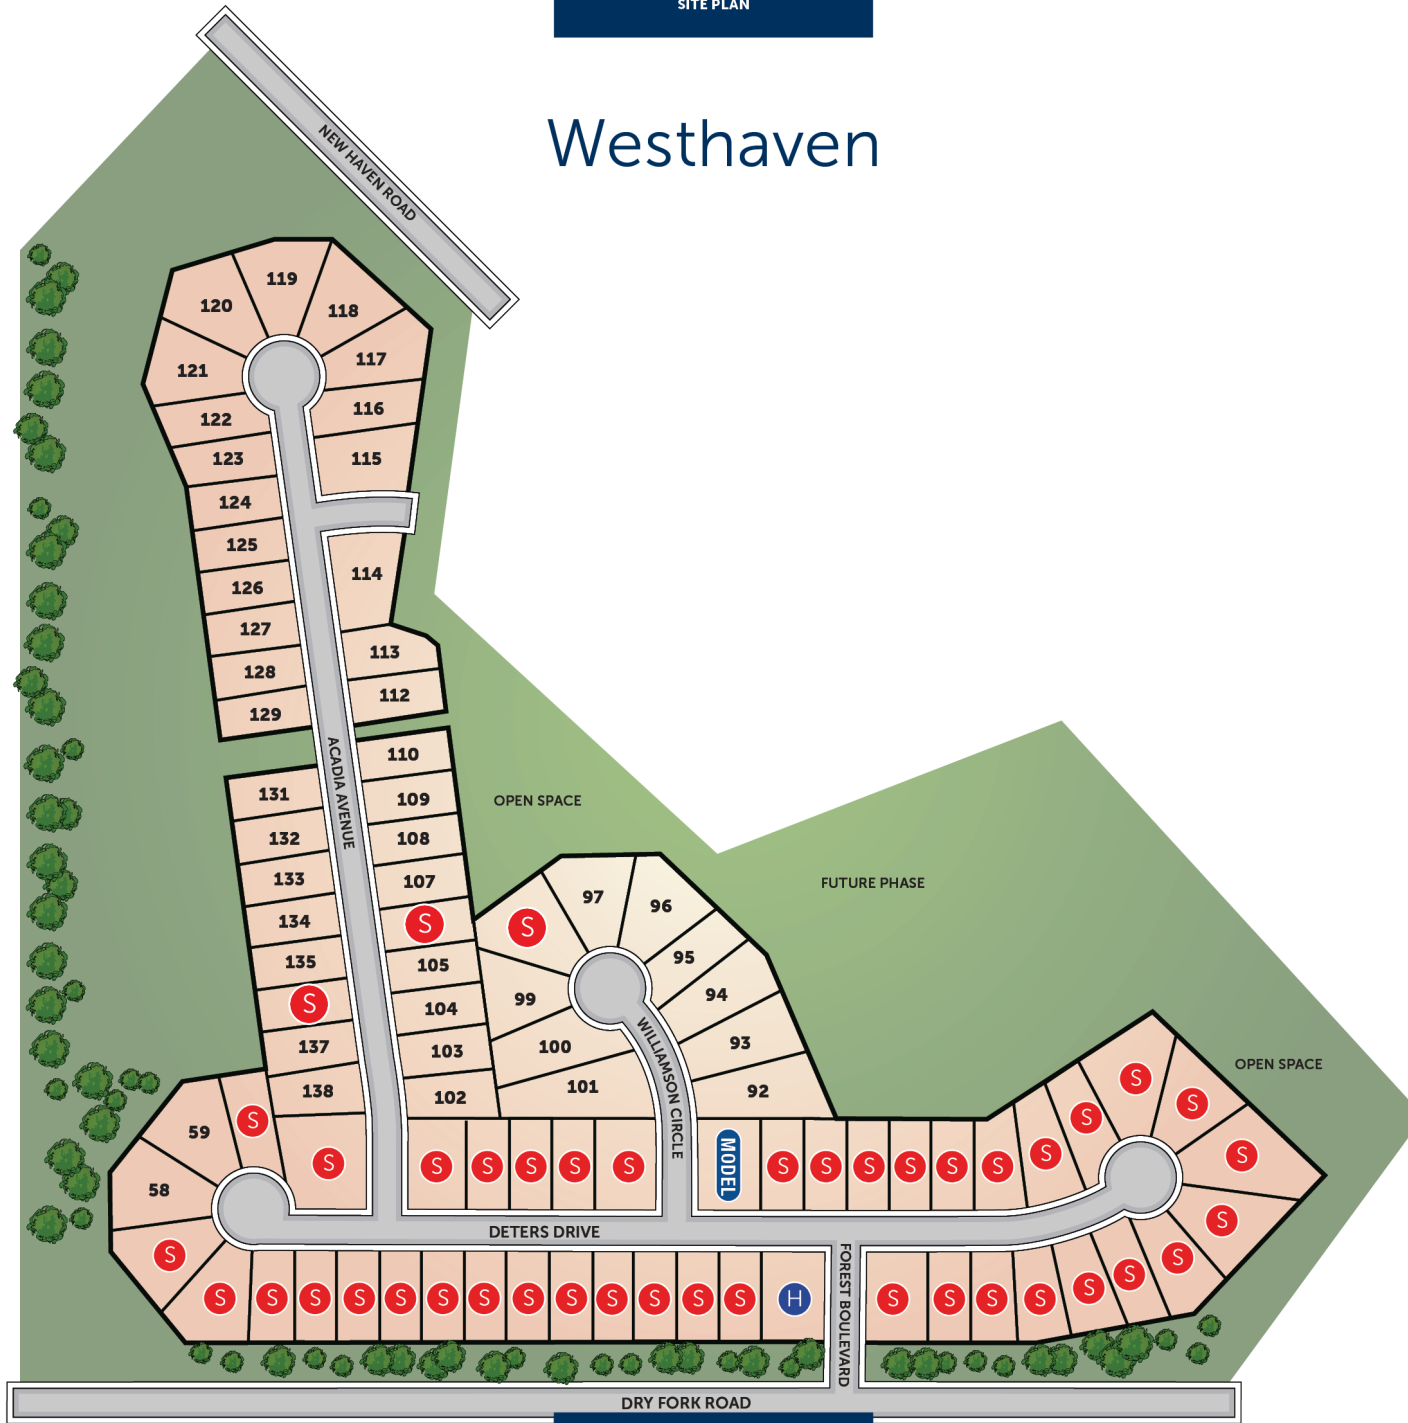 SITE PLAN
Westhaven
NEW HAVEN ROAD
119
120
118
117
121
116
122
115
123
124
125
114
126
127
113
128
112
129
ACADIA AVENUE
110
131
109
OPEN SPACE
132
108
133
107
FUTURE PHASE
97
96
134
S
S
135
105
95
S
104
99
94
137
103
100
93
138
102
101
92
WILLIAMSON CIRCLE
OPEN SPACE
59
S
S
58
S
S
S
S
S
MODEL
S
S
S
S
S
S
S
S
S
S
S
S
S
DETERS DRIVE
S
S
S
S
S
S
S
S
S
S
S
S
S
S
H
FOREST BOULEVARD
S
S
S
S
S
S
S
DRY FORK ROAD